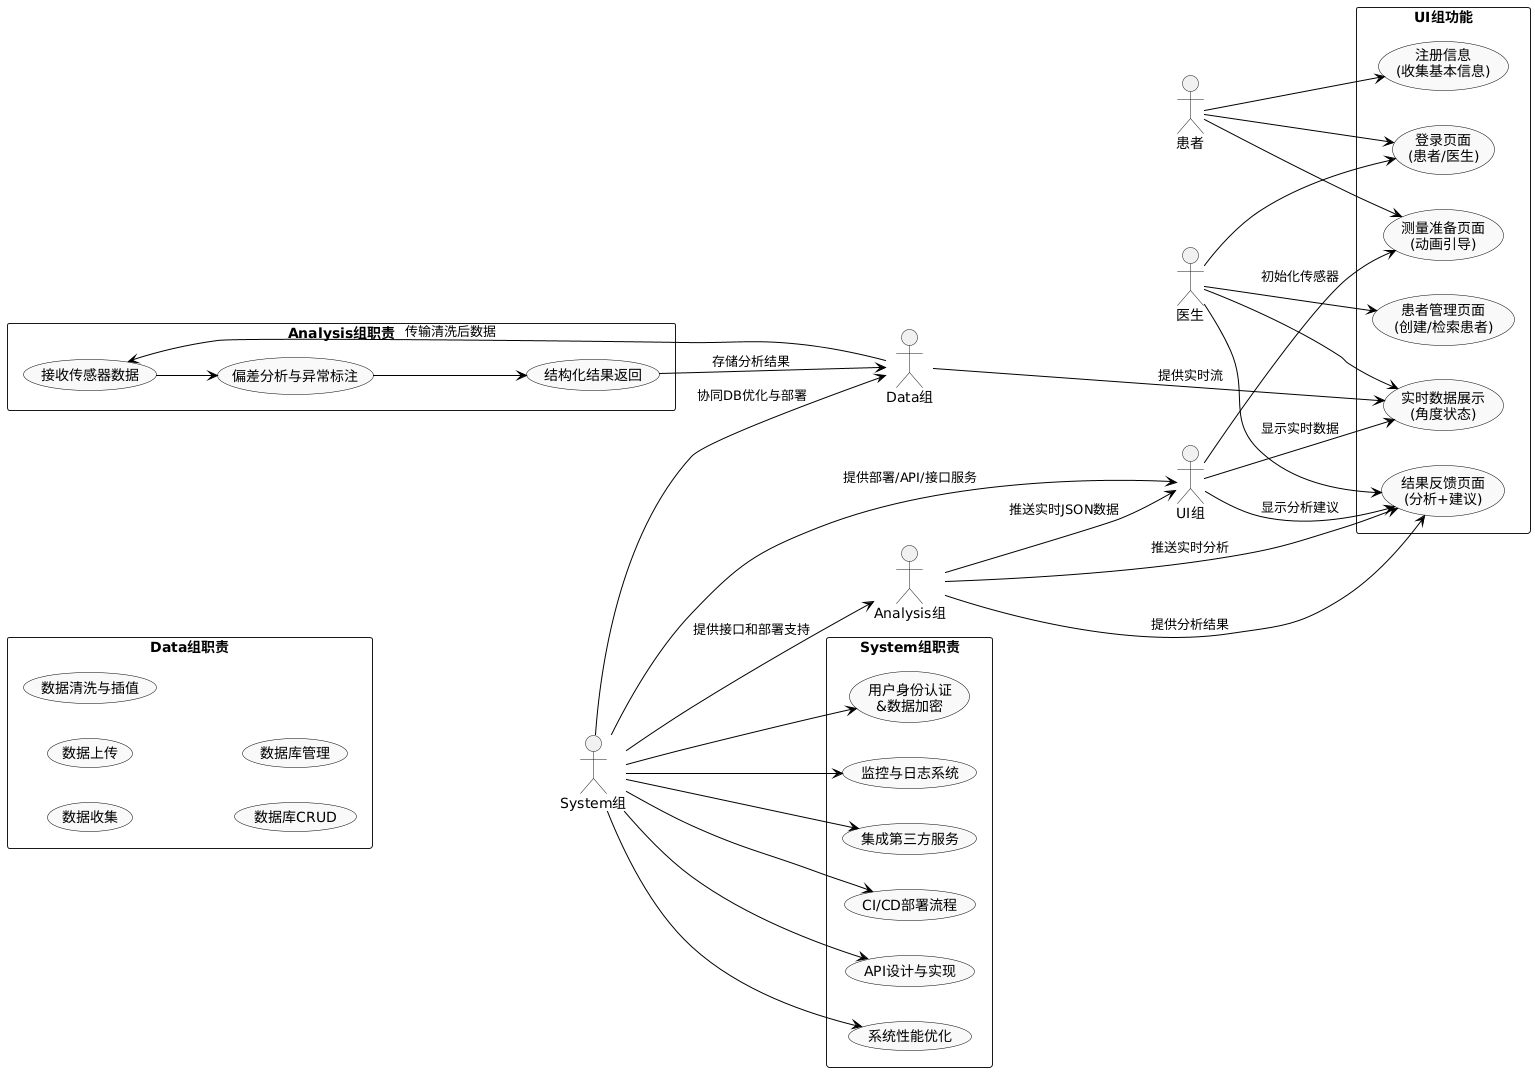 UI组功能
注册信息
(收集基本信息)
登录页面
(患者/医生)
测量准备页面
(动画引导)
患者管理页面
(创建/检索患者)
实时数据展示
(角度状态)
结果反馈页面
(分析+建议)
患者
医生
初始化传感器
显示实时数据
显示分析建议
UI组
Analysis组职责
传输清洗后数据
接收传感器数据
偏差分析与异常标注
结构化结果返回
存储分析结果
协同DB优化与部署
Data组
提供实时流
提供部署/API/接口服务
推送实时JSON数据
推送实时分析
Analysis组
提供分析结果
提供接口和部署支持
Data组职责
数据清洗与插值
数据上传
数据库管理
数据收集
数据库CRUD
System组
System组职责
用户身份认证
&数据加密
监控与日志系统
集成第三方服务
CI/CD部署流程
API设计与实现
系统性能优化